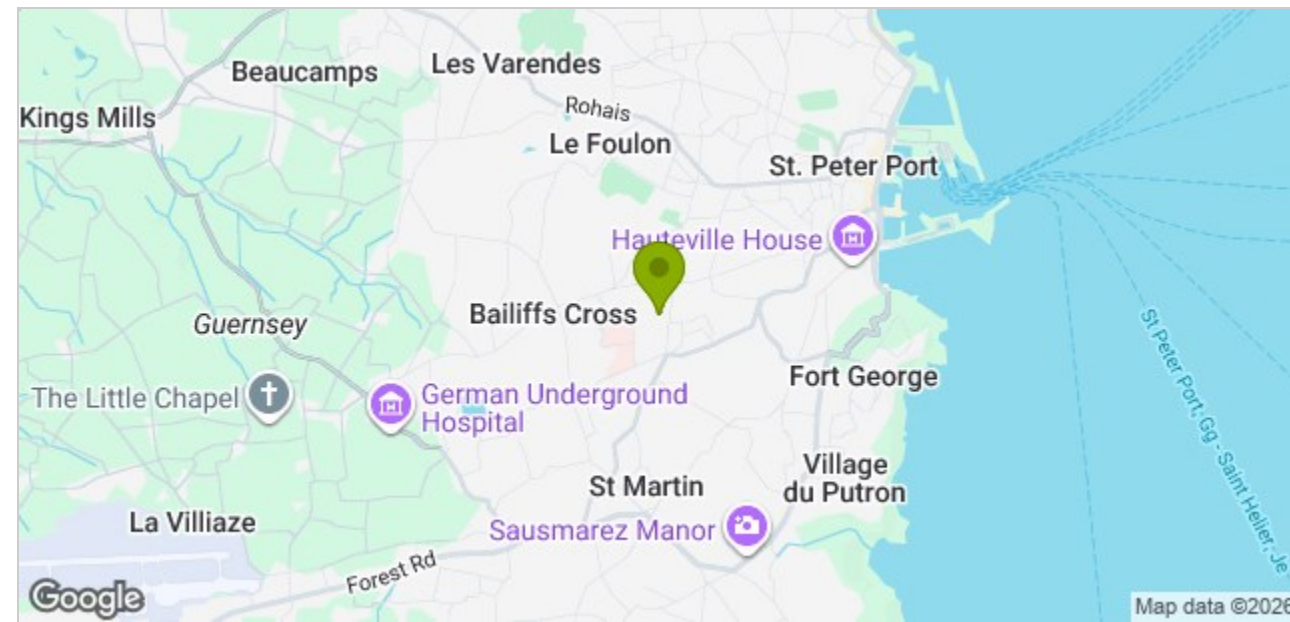 Beaucamps
Les Varendes
Kings Mills
Rohais
Le Foulon
St. Peter Port
Hauteville House
Bailiffs Cross
Guernsey
St Peter Port, Gg - Saint Helier, Je
The Little Chapel
German Underground
Hospital
Fort George
Village
du Putron
St Martin
La Villiaze
Sausmarez Manor
Forest Rd
Google
Map data ©2026